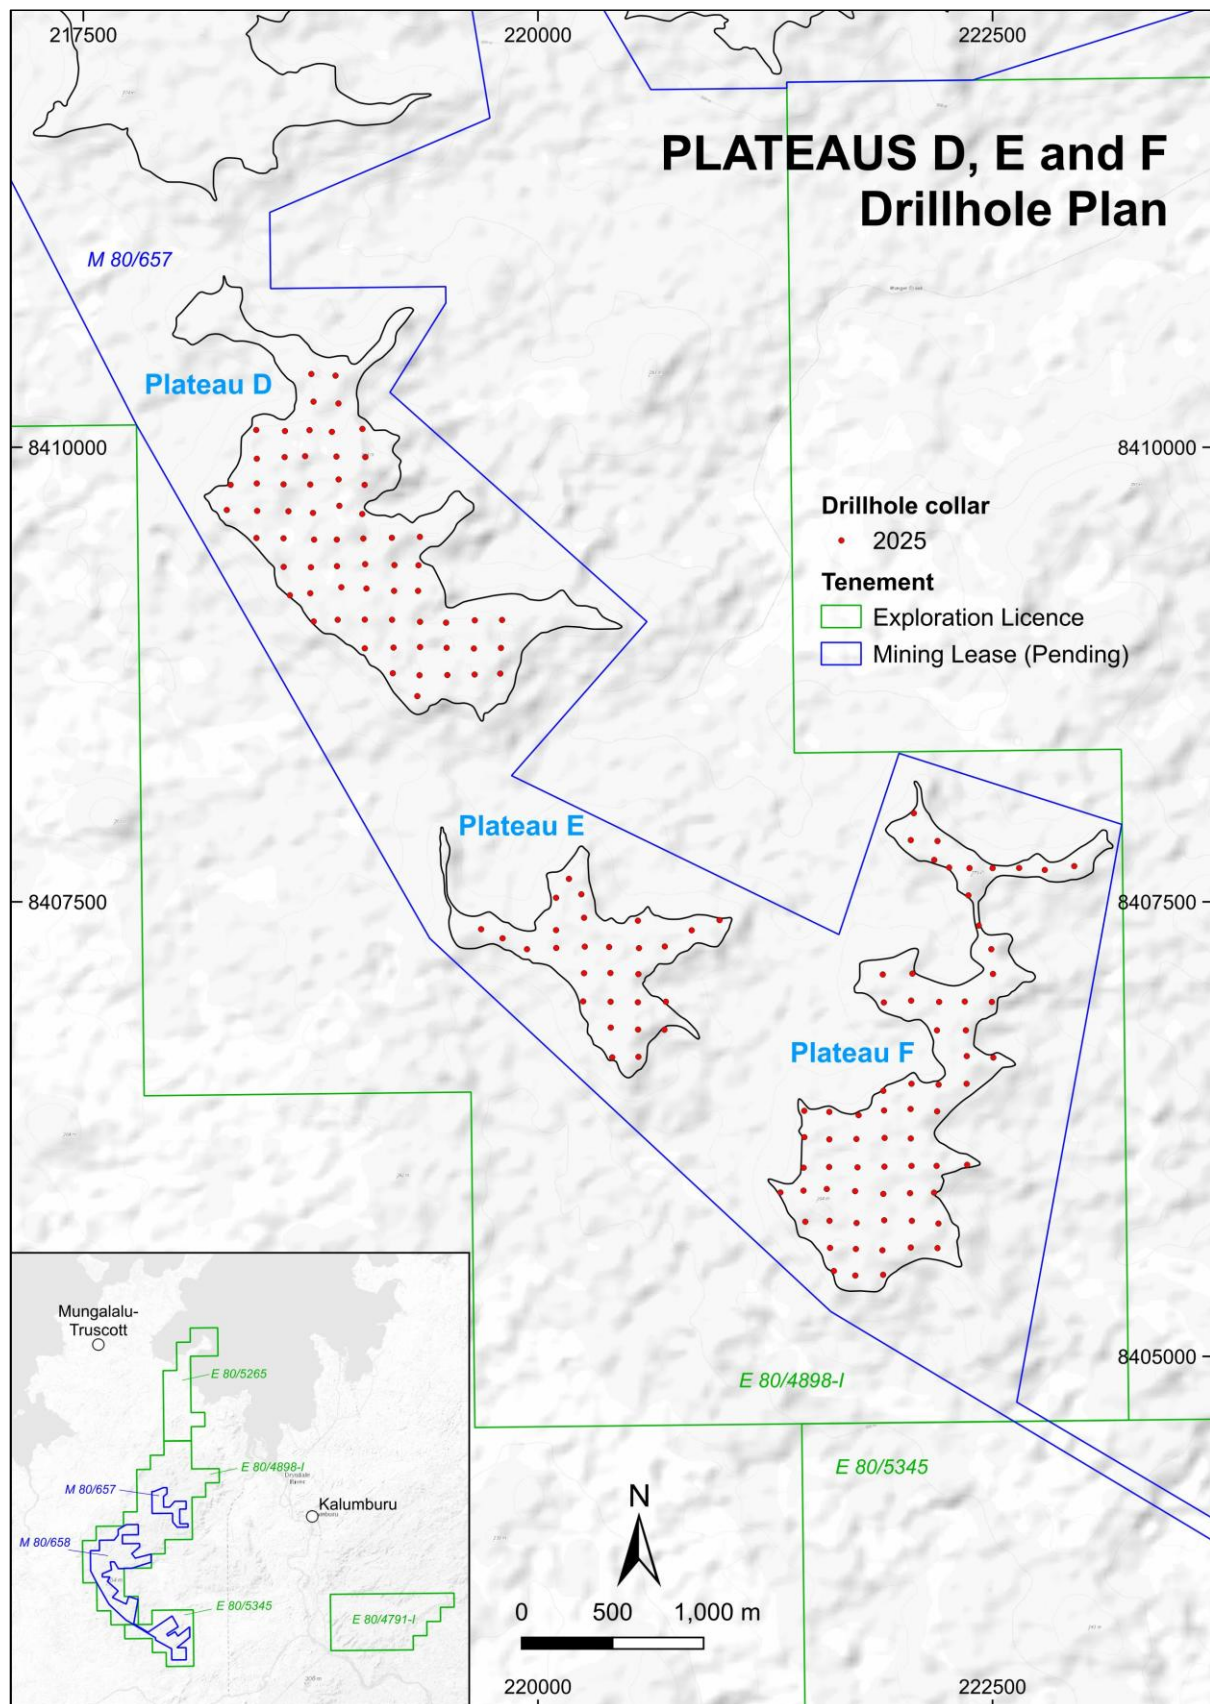 217500
220000
222500
PLATEAUS D, E and F
Drillhole Plan
M 80/657
Plateau D
8410000
8410000
Drillhole collar
2025
Tenement
Exploration Licence
Mining Lease (Pending)
Plateau E
8407500
8407500
Plateau F
8405000
E 80/4898-I
E 80/5345
Mungalalu-
Truscott
E 80/5265
E 80/4898-I
M 80/657
Kalumburu
M 80/658
E 80/5345
E 80/4791-I
N
0
500
1,000 m
220000
222500